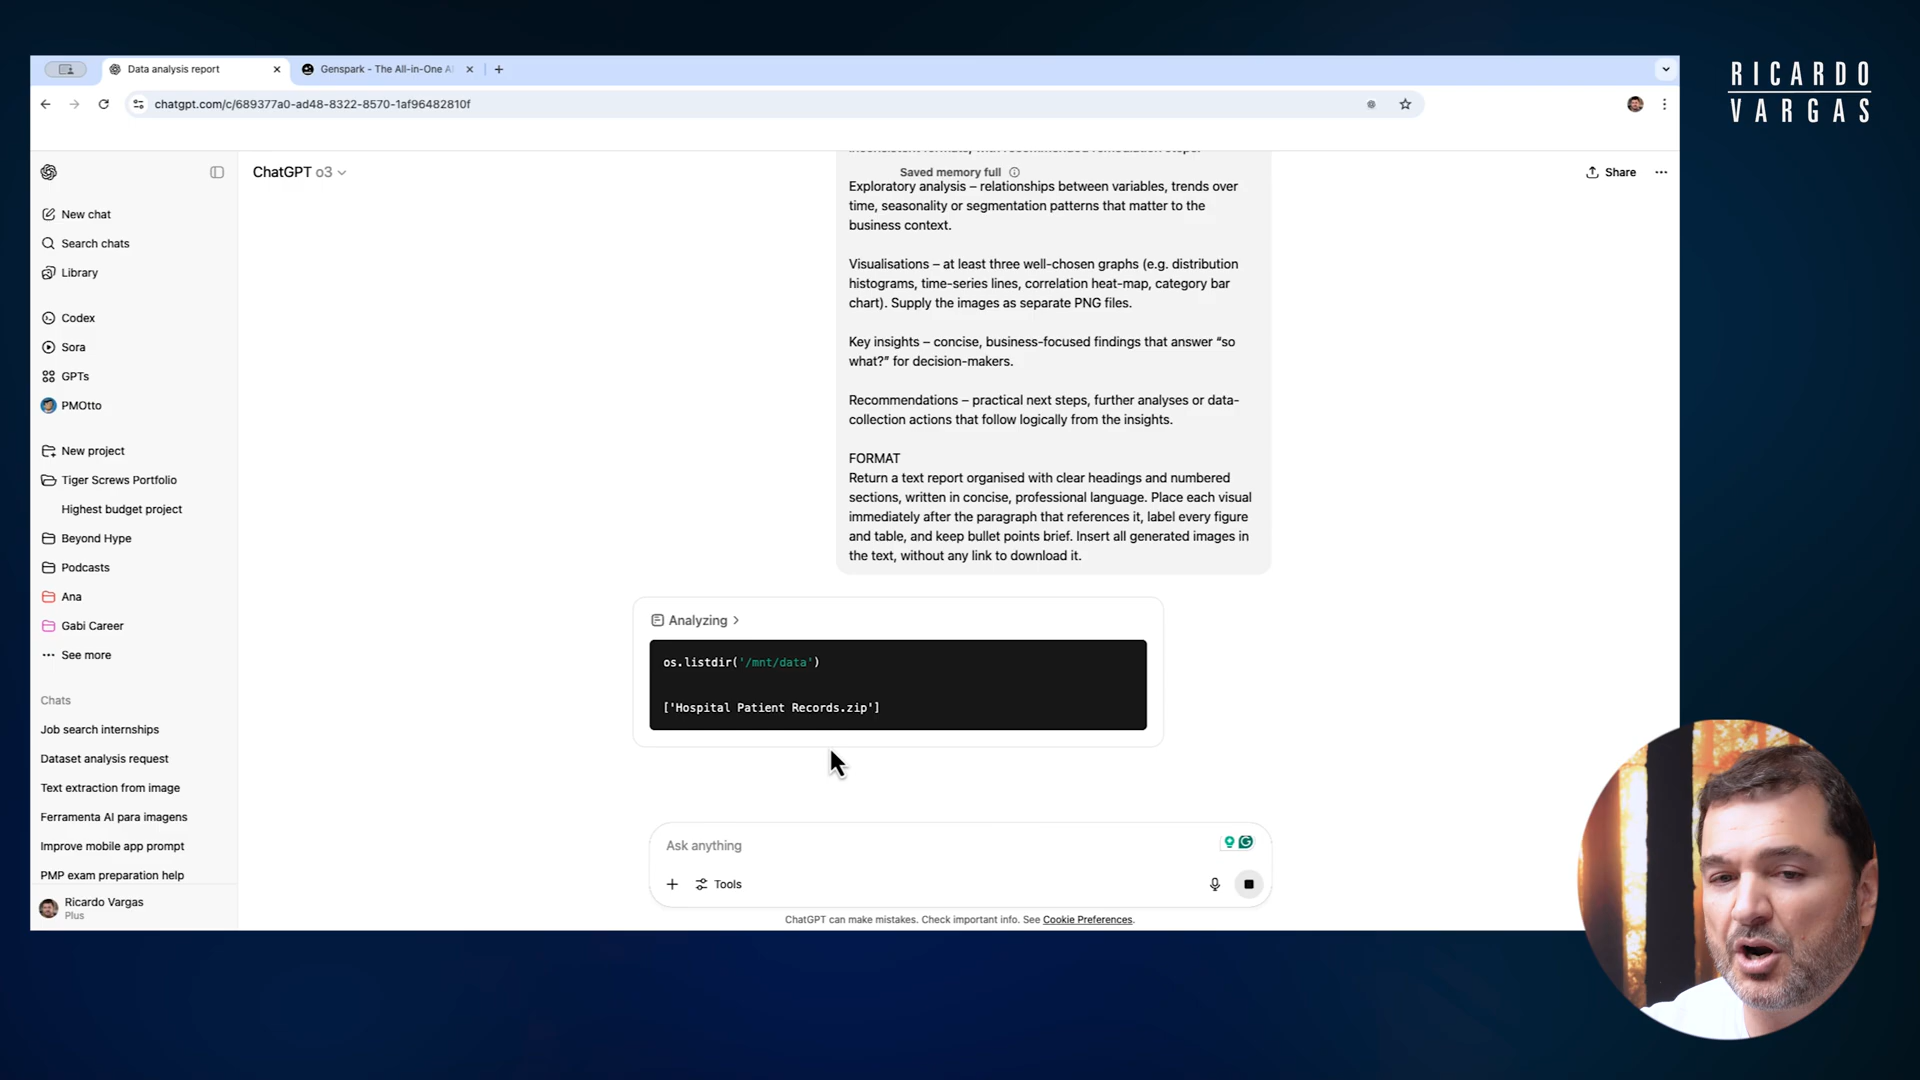 RICARDO
VARGAS
Data analysis report
Genspark - The All-in-One A
chatgpt.com/c/689377a0-ad48-8322-8570-1af96482810f
ChatGPT o3
Saved memory full
Share
New chat
Search chats
Library
Codex
Sora
GPTs
PMOtto
New project
Tiger Screws Portfolio
Highest budget project
Beyond Hype
Podcasts
Ana
Gabi Career
See more
Chats
Job search internships
Dataset analysis request
Text extraction from image
Ferramenta AI para imagens
Improve mobile app prompt
PMP exam preparation help
Ricardo Vargas
Plus
Exploratory analysis – relationships between variables, trends over
time, seasonality or segmentation patterns that matter to the
business context.
Visualisations – at least three well-chosen graphs (e.g. distribution
histograms, time-series lines, correlation heat-map, category bar
chart). Supply the images as separate PNG files.
Key insights – concise, business-focused findings that answer “so
what?” for decision-makers.
Recommendations – practical next steps, further analyses or data-
collection actions that follow logically from the insights.
FORMAT
Return a text report organised with clear headings and numbered
sections, written in concise, professional language. Place each visual
immediately after the paragraph that references it, label every figure
and table, and keep bullet points brief. Insert all generated images in
the text, without any link to download it.
Analyzing
os.listdir('/mnt/data')
['Hospital Patient Records.zip']
Ask anything
Tools
ChatGPT can make mistakes. Check important info. See Cookie Preferences.